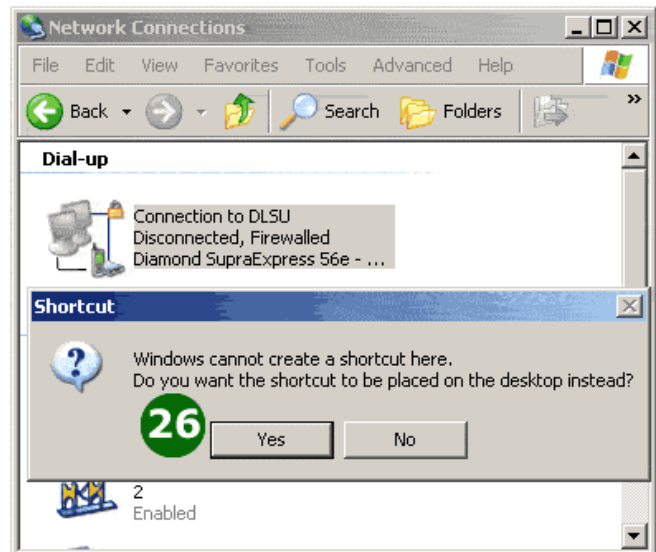 Network Connections
File Edit View Favorites Tools Advanced Help
Back Search Folders »
Dial-up
Connection to DLSU
Disconnected, Firewalled
Diamond SupraExpress 56e - ...
Shortcut
Windows cannot create a shortcut here.
Do you want the shortcut to be placed on the desktop instead?
26 Yes No
2
Enabled